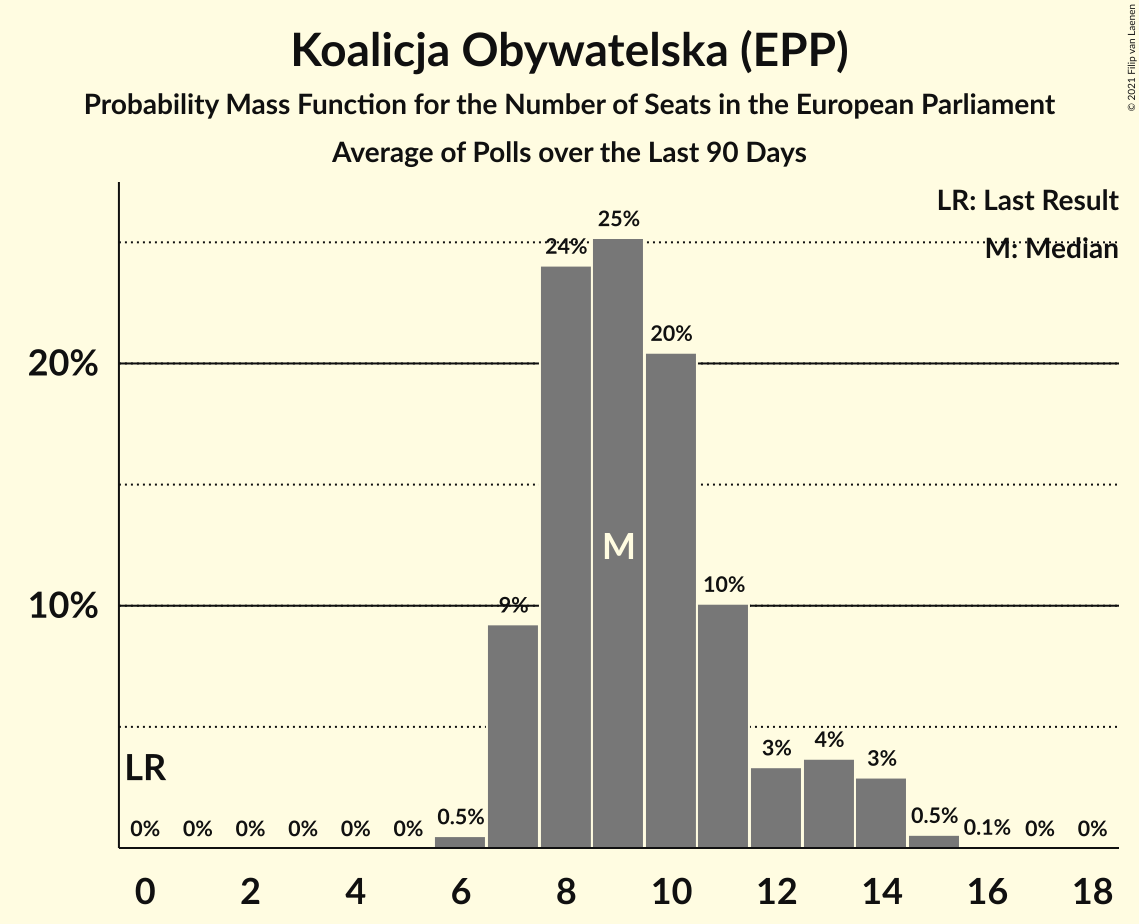 © 2021 Filip van Laenen
Koalicja Obywatelska (EPP)
Probability Mass Function for the Number of Seats in the European Parliament
Average of Polls over the Last 90 Days
LR: Last Result
M: Median
20%
10%
LR
M
0% 0% 0% 0% 0% 0% 0.5% 9% 24% 25% 20% 10% 3% 4% 3% 0.5% 0.1% 0% 0%
0 2 4 6 8 10 12 14 16 18